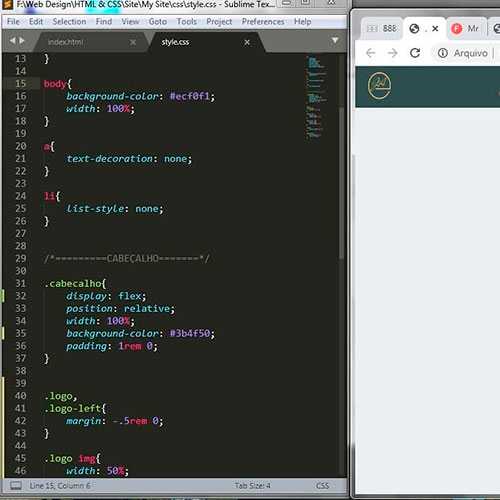 F:\Web Design\HTML & CSS\Site\My Site\css\style.css - Sublime Tex...
File Edit Selection Find View Goto Tools Project Preferences Help
index.html
style.css
13 }
14
15 body{
16 background-color: #ecf0f1;
17 width: 100%;
18 }
19
20 a{
21 text-decoration: none;
22 }
23
24 li{
25 list-style: none;
26 }
27
28
29 /*=========CABEÇALHO=======*/
30
31 .cabecalho{
32 display: flex;
33 position: relative;
34 width: 100%;
35 background-color: #3b4f50;
36 padding: 1rem 0;
37 }
38
39
40 .logo,
41 .logo-left{
42 margin: -.5rem 0;
43 }
44
45 .logo img{
46 width: 50%;
Line 15, Column 6
Tab Size: 4
CSS
888
Mr
Arquivo